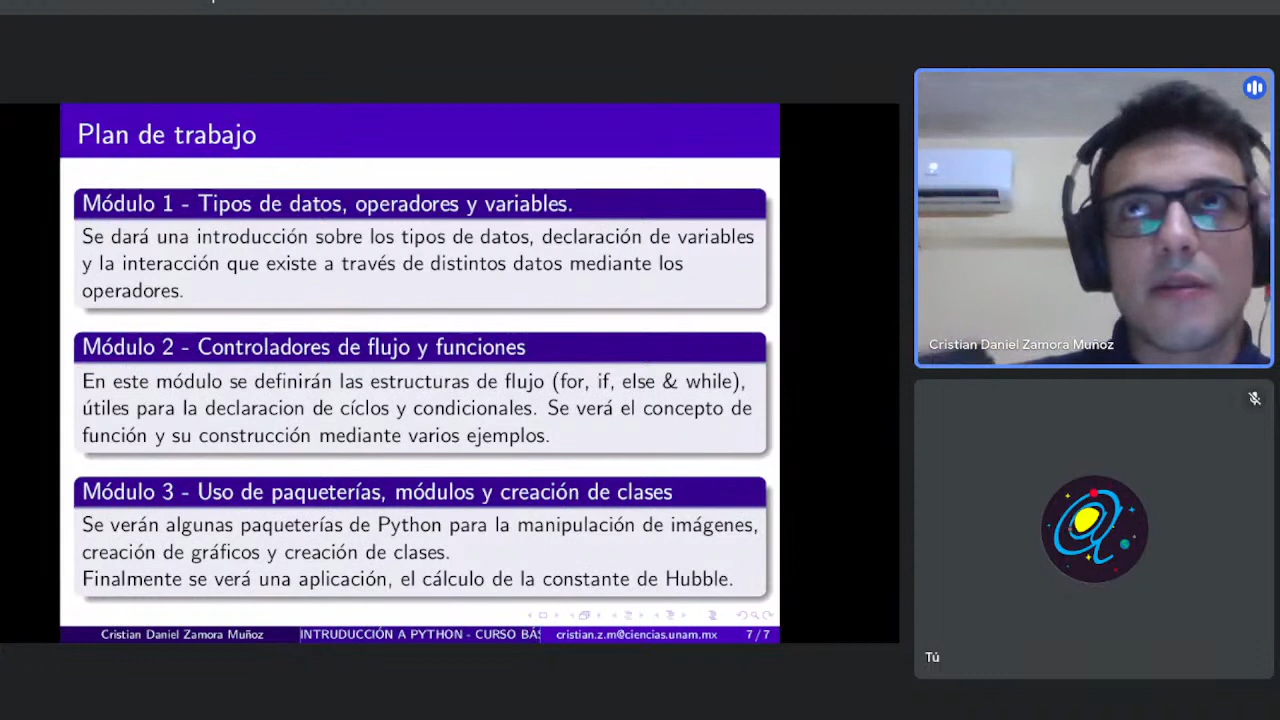 Plan de trabajo
Módulo 1 - Tipos de datos, operadores y variables.
Se dará una introducción sobre los tipos de datos, declaración de variables
y la interacción que existe a través de distintos datos mediante los
operadores.
Módulo 2 - Controladores de flujo y funciones
En este módulo se definirán las estructuras de flujo (for, if, else & while),
útiles para la declaracion de cíclos y condicionales. Se verá el concepto de
función y su construcción mediante varios ejemplos.
Módulo 3 - Uso de paqueterías, módulos y creación de clases
Se verán algunas paqueterías de Python para la manipulación de imágenes,
creación de gráficos y creación de clases.
Finalmente se verá una aplicación, el cálculo de la constante de Hubble.
Cristian Daniel Zamora Muñoz
INTRODUCCIÓN A PYTHON - CURSO BÁS
cristian.z.m@ciencias.unam.mx
7 / 7
Cristian Daniel Zamora Muñoz
Tú